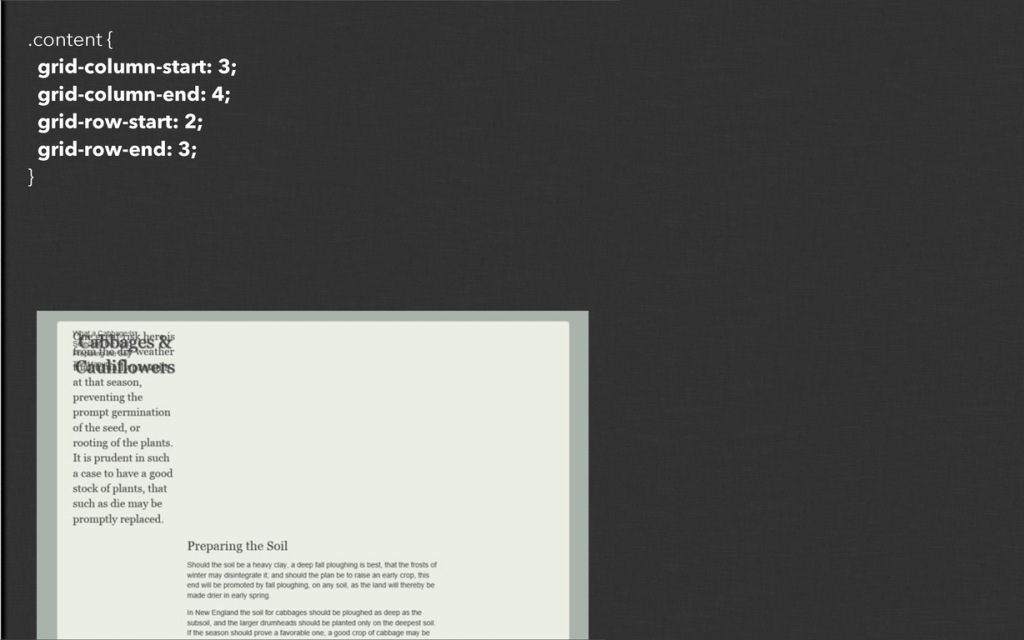 .content {
grid-column-start: 3;
grid-column-end: 4;
grid-row-start: 2;
grid-row-end: 3;
}
What a Cabbage Is
Cabbages &
Cauliflowers
at that season,
preventing the
prompt germination
of the seed, or
rooting of the plants.
It is prudent in such
a case to have a good
stock of plants, that
such as die may be
promptly replaced.
Preparing the Soil
Should the soil be a heavy clay, a deep fall ploughing is best, that the frosts of
winter may disintegrate it; and should the plan be to raise an early crop, this
end will be promoted by fall ploughing, on any soil, as the land will thereby be
made drier in early spring.
In New England the soil for cabbages should be ploughed as deep as the
subsoil, and the larger drumheads should be planted only on the deepest soil.
If the season should prove a favorable one, a good crop of cabbage may be